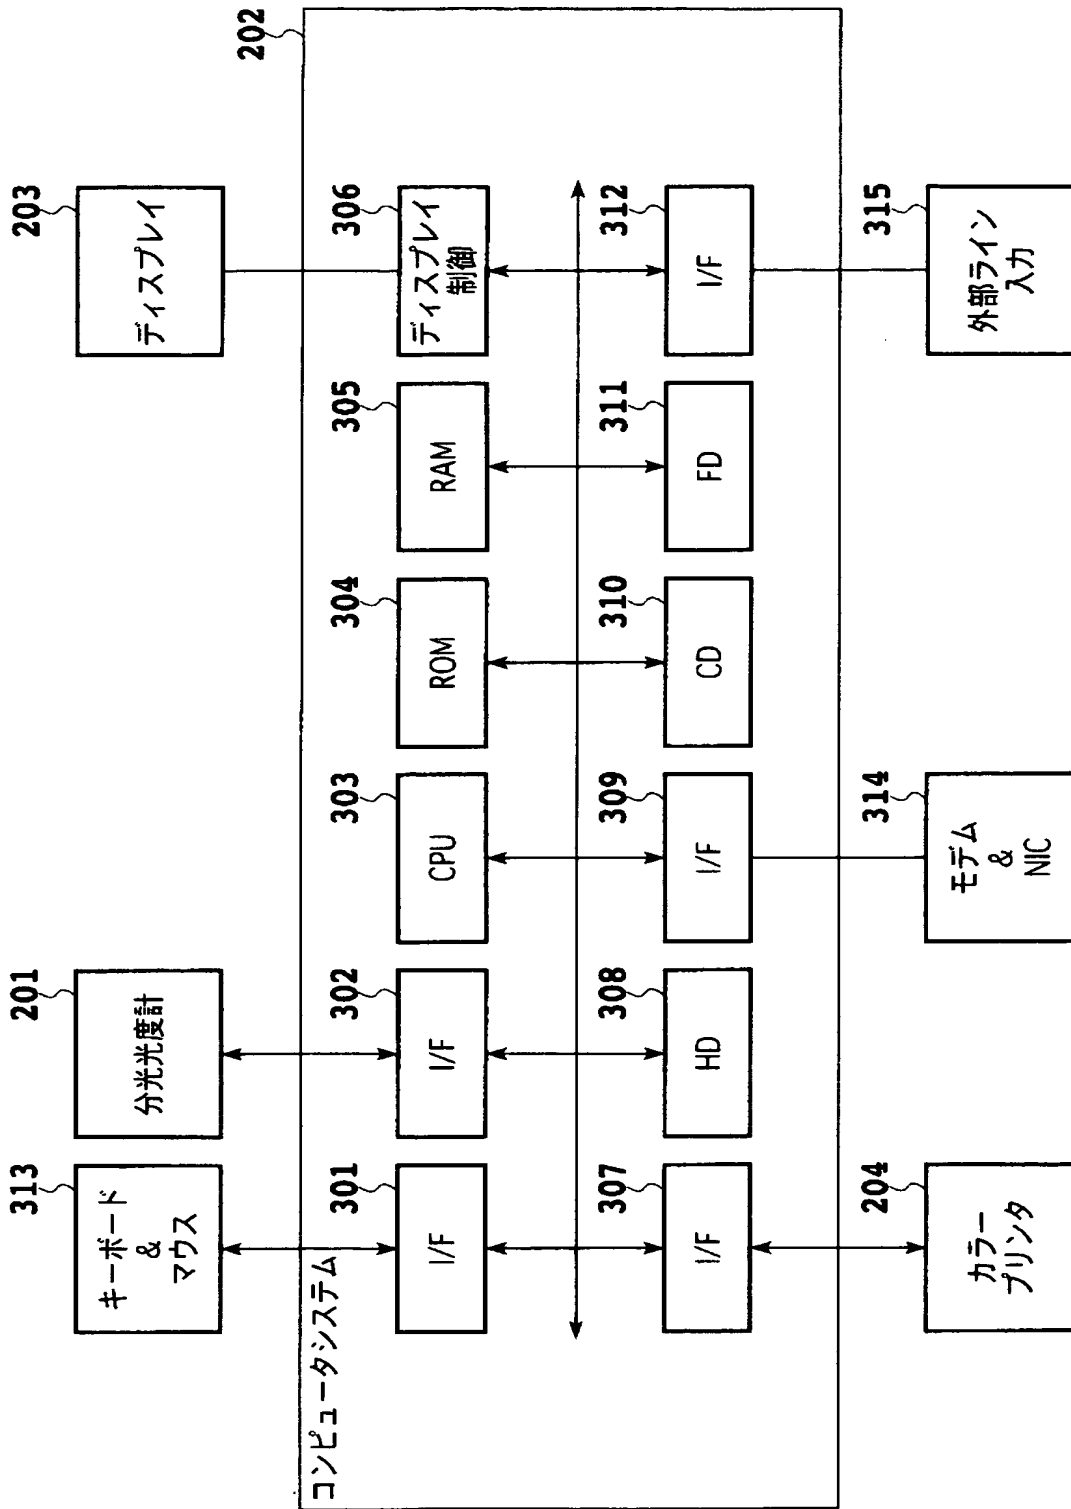 313
キーボード
&
マウス
201
分光光度計
203
ディスプレイ
202
コンピュータシステム
301
I/F
302
I/F
303
CPU
304
ROM
305
RAM
306
ディスプレイ
制御
307
I/F
308
HD
309
I/F
310
CD
311
FD
312
I/F
204
カラー
プリンタ
314
モデム
&
NIC
315
外部ライン
入力